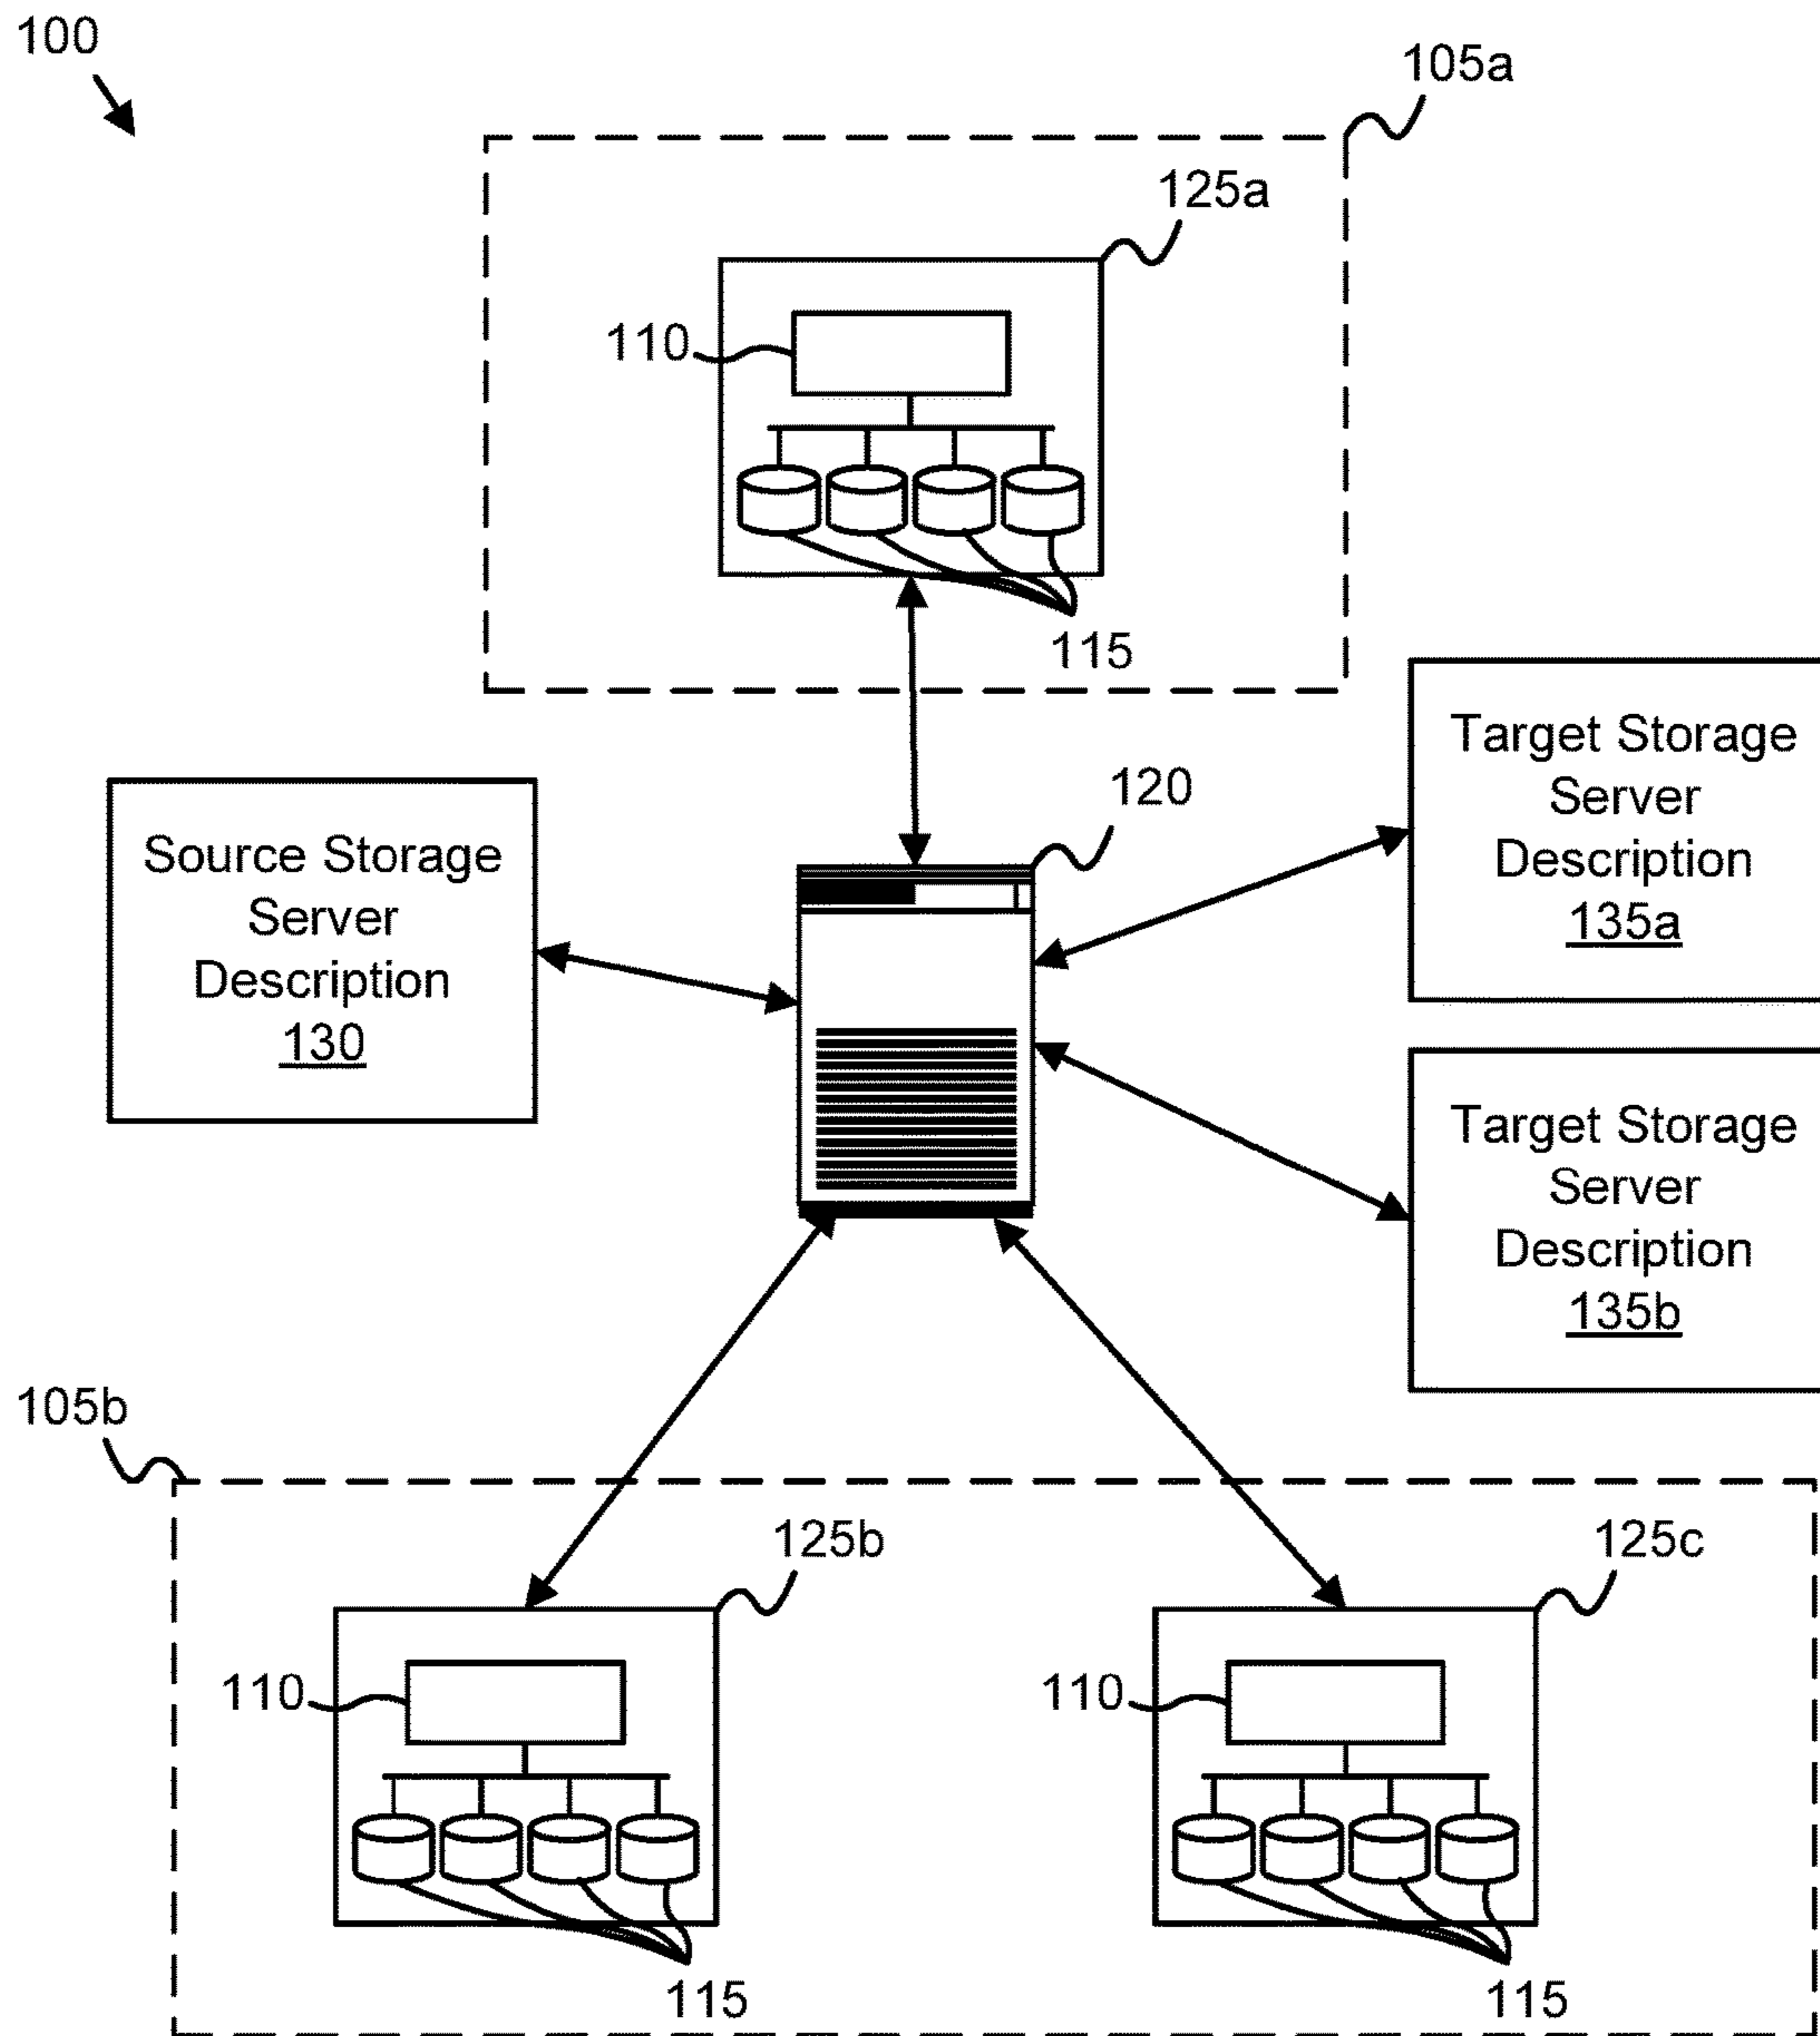 100
105a
125a
110
115
Target Storage
Server
Description
135a
120
Source Storage
Server
Description
130
Target Storage
Server
Description
135b
105b
125b
125c
110
110
115
115